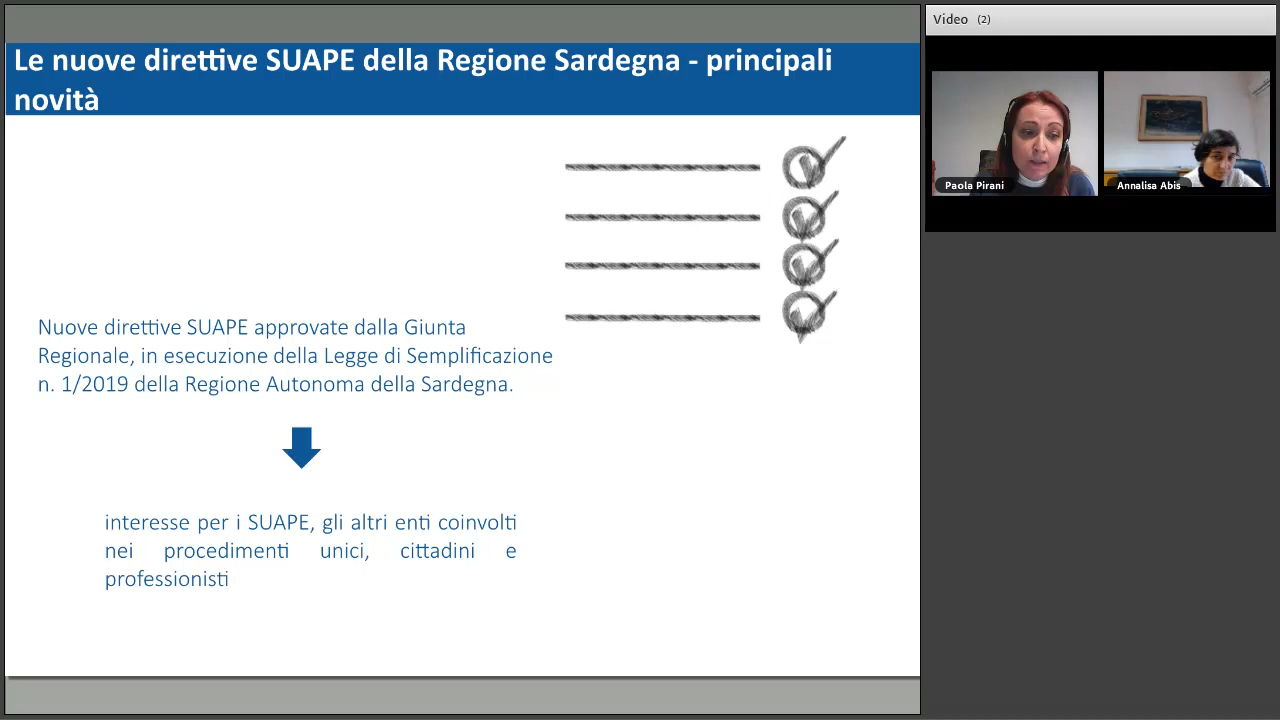 Le nuove direttive SUAPE della Regione Sardegna - principali
novità
Nuove direttive SUAPE approvate dalla Giunta
Regionale, in esecuzione della Legge di Semplificazione
n. 1/2019 della Regione Autonoma della Sardegna.
interesse per i SUAPE, gli altri enti coinvolti
nei procedimenti unici, cittadini e
professionisti
Video (2)
Paola Pirani
Annalisa Abis